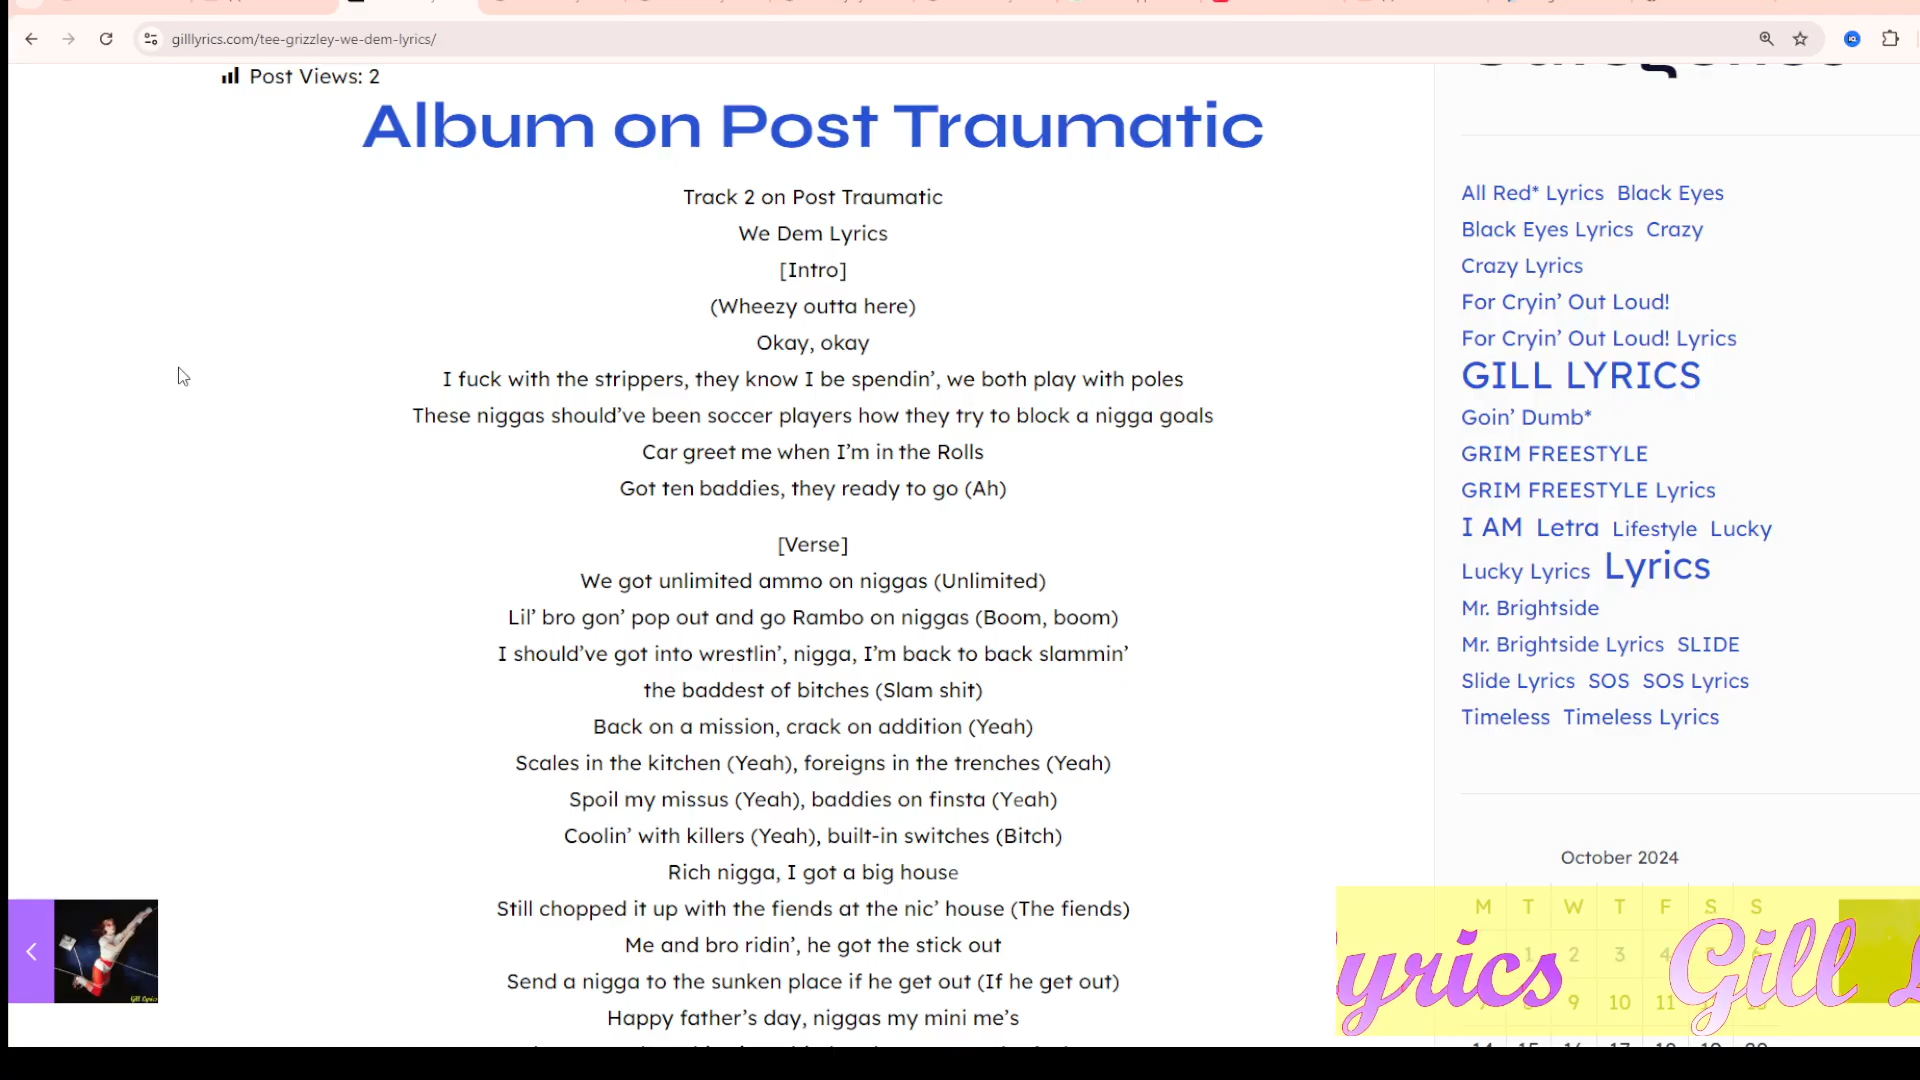 gilllyrics.com/tee-grizzley-we-dem-lyrics/
Post Views: 2
Album on Post Traumatic
Track 2 on Post Traumatic
We Dem Lyrics
[Intro]
(Wheezy outta here)
Okay, okay
I fuck with the strippers, they know I be spendin’, we both play with poles
These niggas should’ve been soccer players how they try to block a nigga goals
Car greet me when I’m in the Rolls
Got ten baddies, they ready to go (Ah)
[Verse]
We got unlimited ammo on niggas (Unlimited)
Lil’ bro gon’ pop out and go Rambo on niggas (Boom, boom)
I should’ve got into wrestlin’, nigga, I’m back to back slammin’
the baddest of bitches (Slam shit)
Back on a mission, crack on addition (Yeah)
Scales in the kitchen (Yeah), foreigns in the trenches (Yeah)
Spoil my missus (Yeah), baddies on finsta (Yeah)
Coolin’ with killers (Yeah), built-in switches (Bitch)
Rich nigga, I got a big house
Still chopped it up with the fiends at the nic’ house (The fiends)
Me and bro ridin’, he got the stick out
Send a nigga to the sunken place if he get out (If he get out)
Happy father’s day, niggas my mini me’s
All Red* Lyrics Black Eyes
Black Eyes Lyrics Crazy
Crazy Lyrics
For Cryin’ Out Loud!
For Cryin’ Out Loud! Lyrics
GILL LYRICS
Goin’ Dumb*
GRIM FREESTYLE
GRIM FREESTYLE Lyrics
I AM Letra Lifestyle Lucky
Lucky Lyrics Lyrics
Mr. Brightside
Mr. Brightside Lyrics SLIDE
Slide Lyrics SOS SOS Lyrics
Timeless Timeless Lyrics
October 2024
M T W T F S S
1 2 3 4
9 10 11
Lyrics Gill
Gill Lyrics